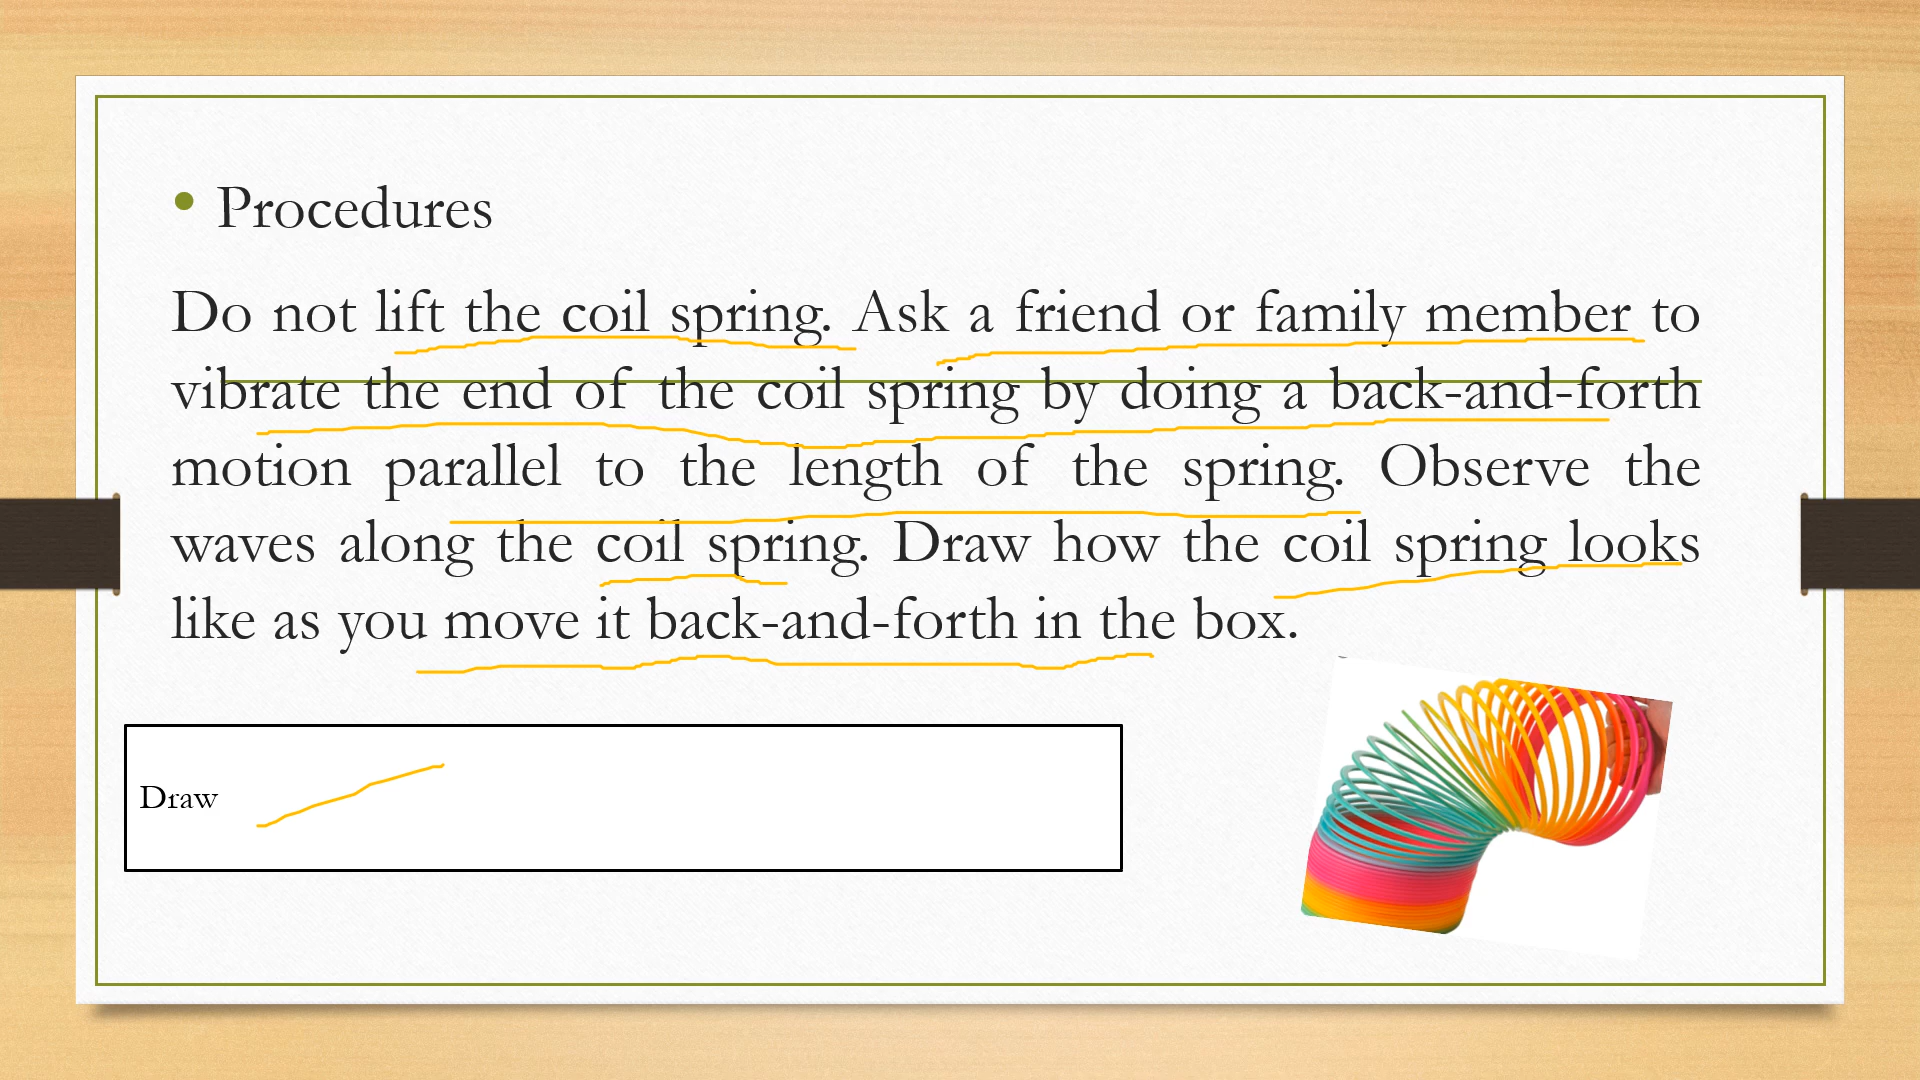 • Procedures
Do not lift the coil spring. Ask a friend or family member to
vibrate the end of the coil spring by doing a back-and-forth
motion parallel to the length of the spring. Observe the
waves along the coil spring. Draw how the coil spring looks
like as you move it back-and-forth in the box.
Draw